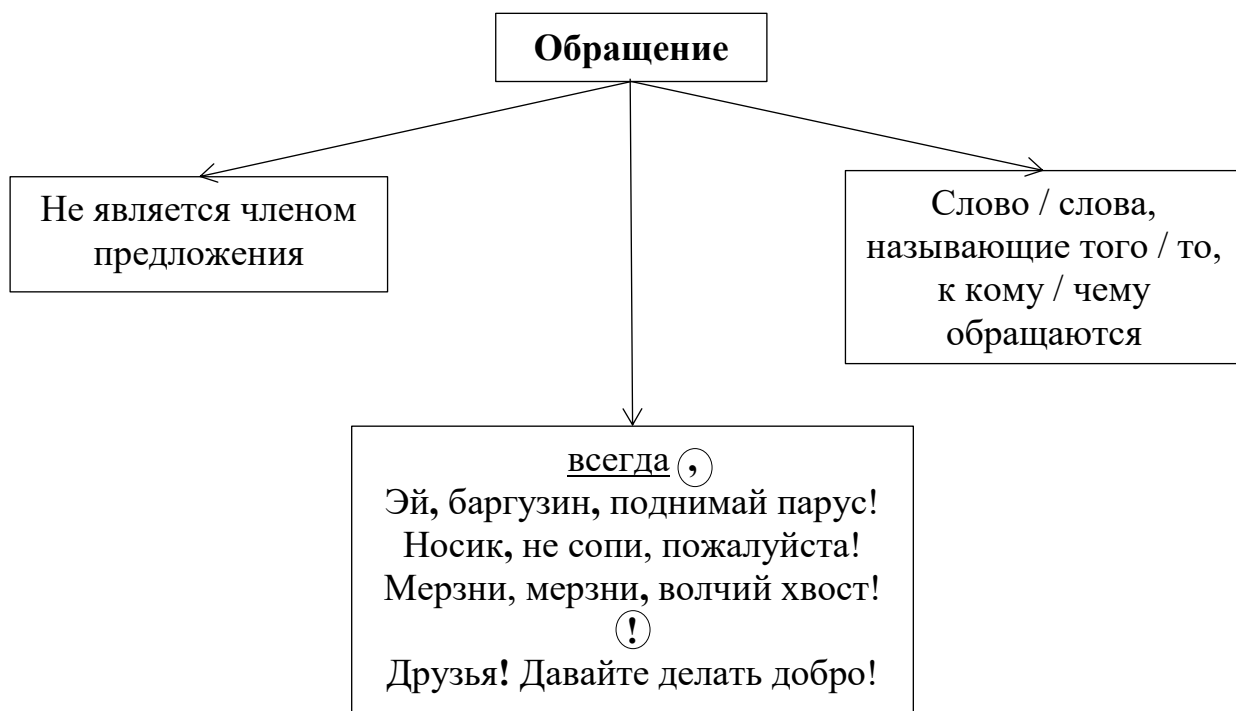 Обращение
Не является членом
предложения
Слово / слова,
называющие того / то,
к кому / чему
обращаются
всегда ,
Эй, баргузин, поднимай парус!
Носик, не сопи, пожалуйста!
Мерзни, мерзни, волчий хвост!
!
Друзья! Давайте делать добро!